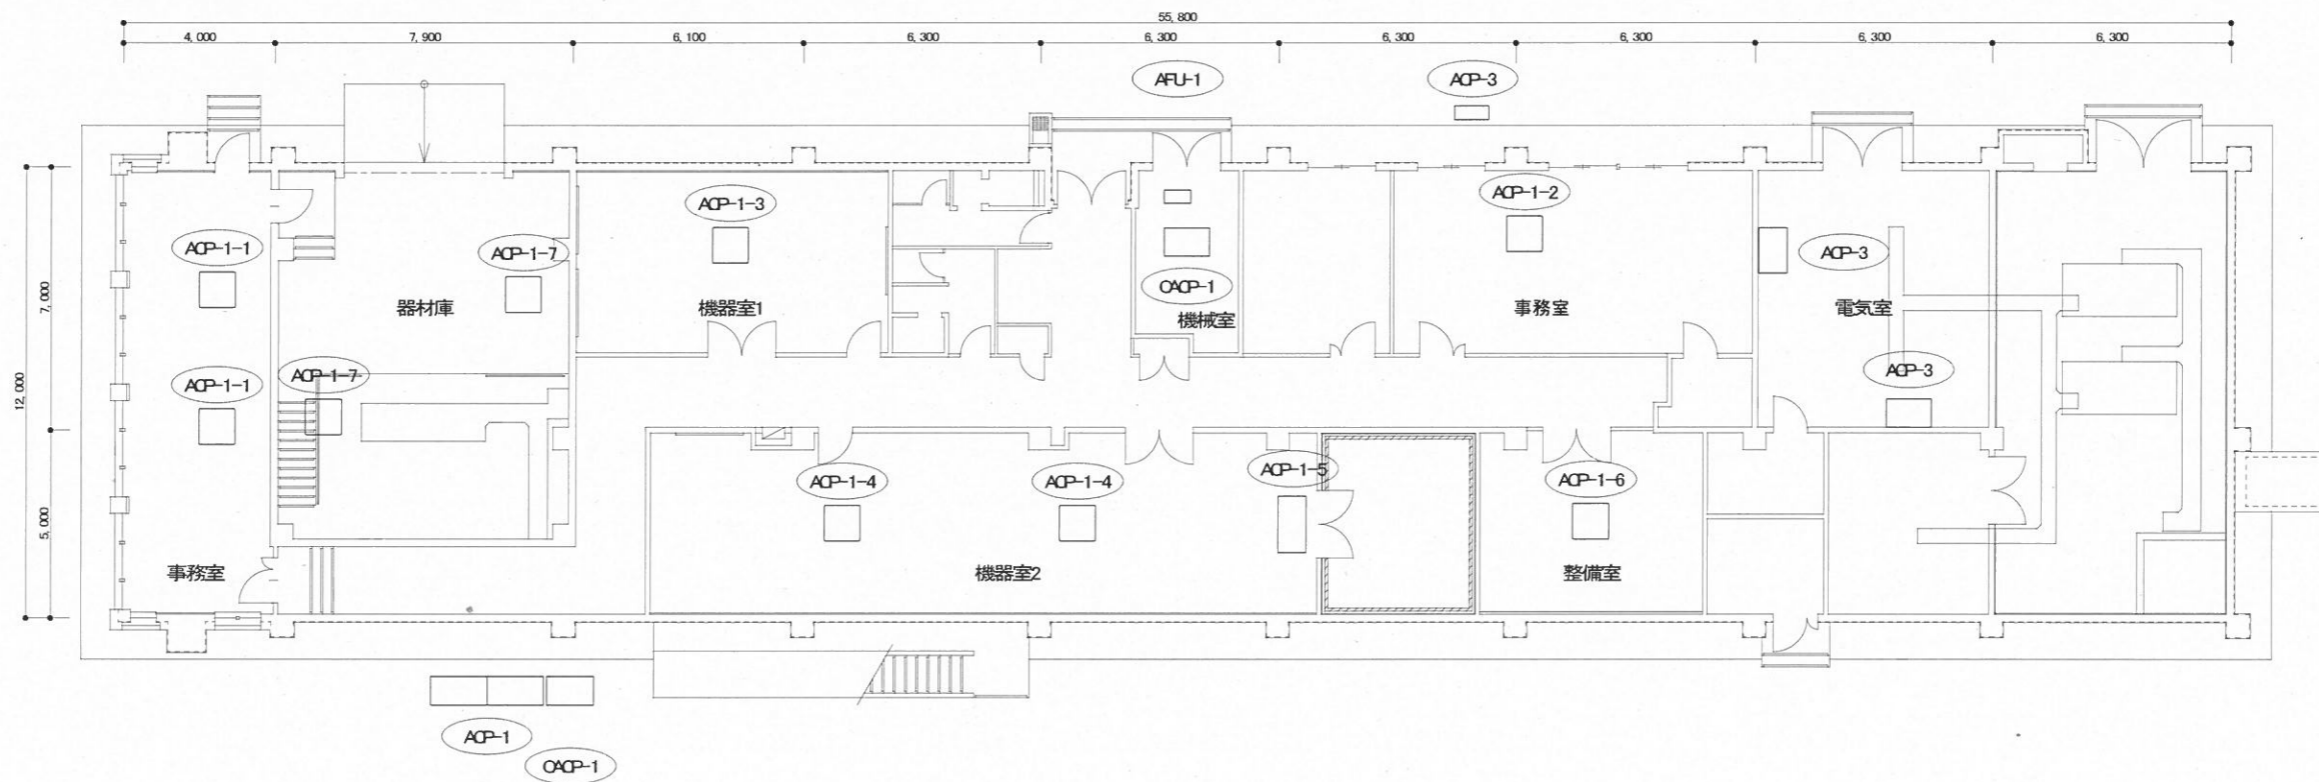 55,800
4,000 7,900 6,100 6,300 6,300 6,300 6,300 6,300 6,300
AFU-1 ACP-3
ACP-1-3 ACP-1-2
ACP-1-1 ACP-1-7 ACP-3
OACP-1
器材庫 機器室1 機械室 事務室 電気室
7,000
12,000
ACP-1-1 ACP-1-7 ACP-3
ACP-1-4 ACP-1-4 ACP-1-5 ACP-1-6
5,000
事務室 機器室2 整備室
ACP-1
OACP-1